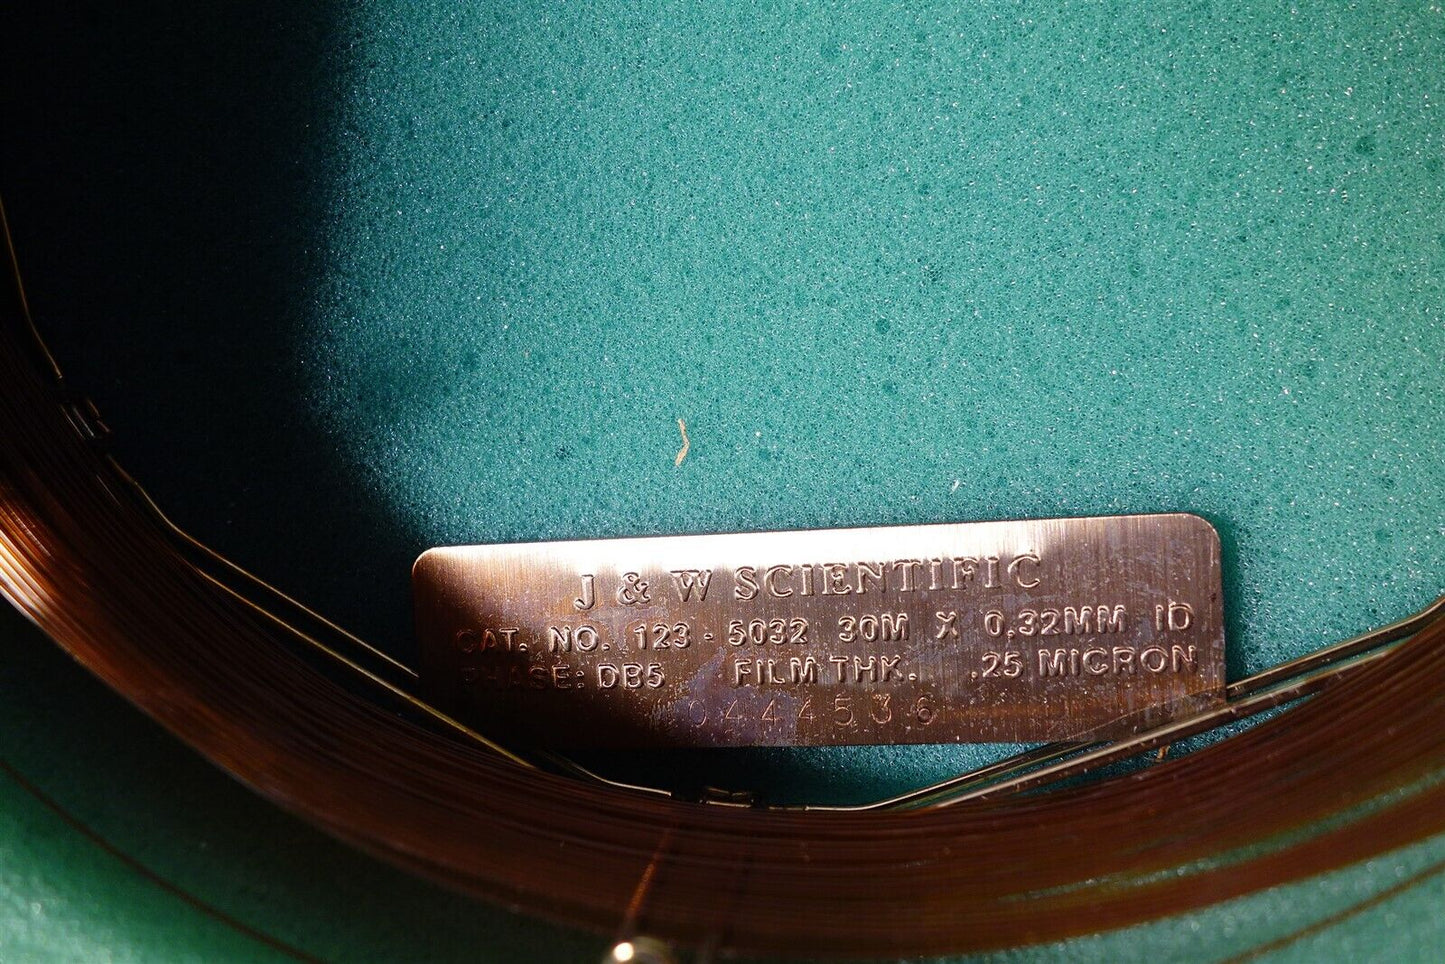 J & W SCIENTIFIC
CAT. NO. 123 - 5032 30M X 0.32MM ID
PHASE: DB5 FILM THK. .25 MICRON
0444536